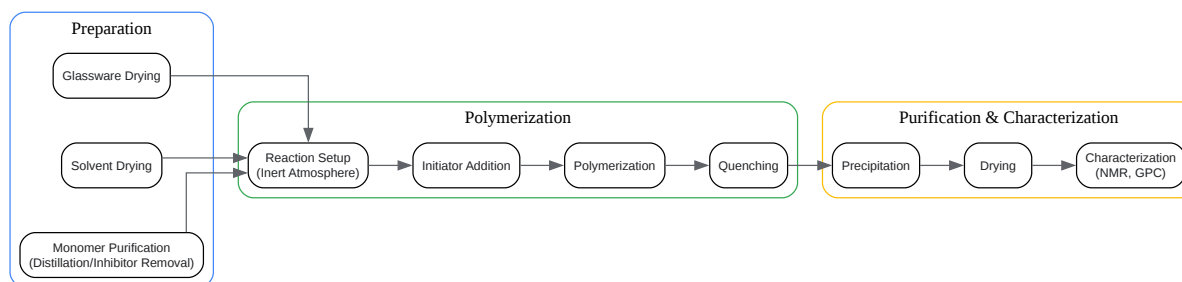 Preparation
Glassware Drying
Solvent Drying
Monomer Purification
(Distillation/Inhibitor Removal)
Polymerization
Reaction Setup
(Inert Atmosphere)
Initiator Addition
Polymerization
Quenching
Purification & Characterization
Precipitation
Drying
Characterization
(NMR, GPC)